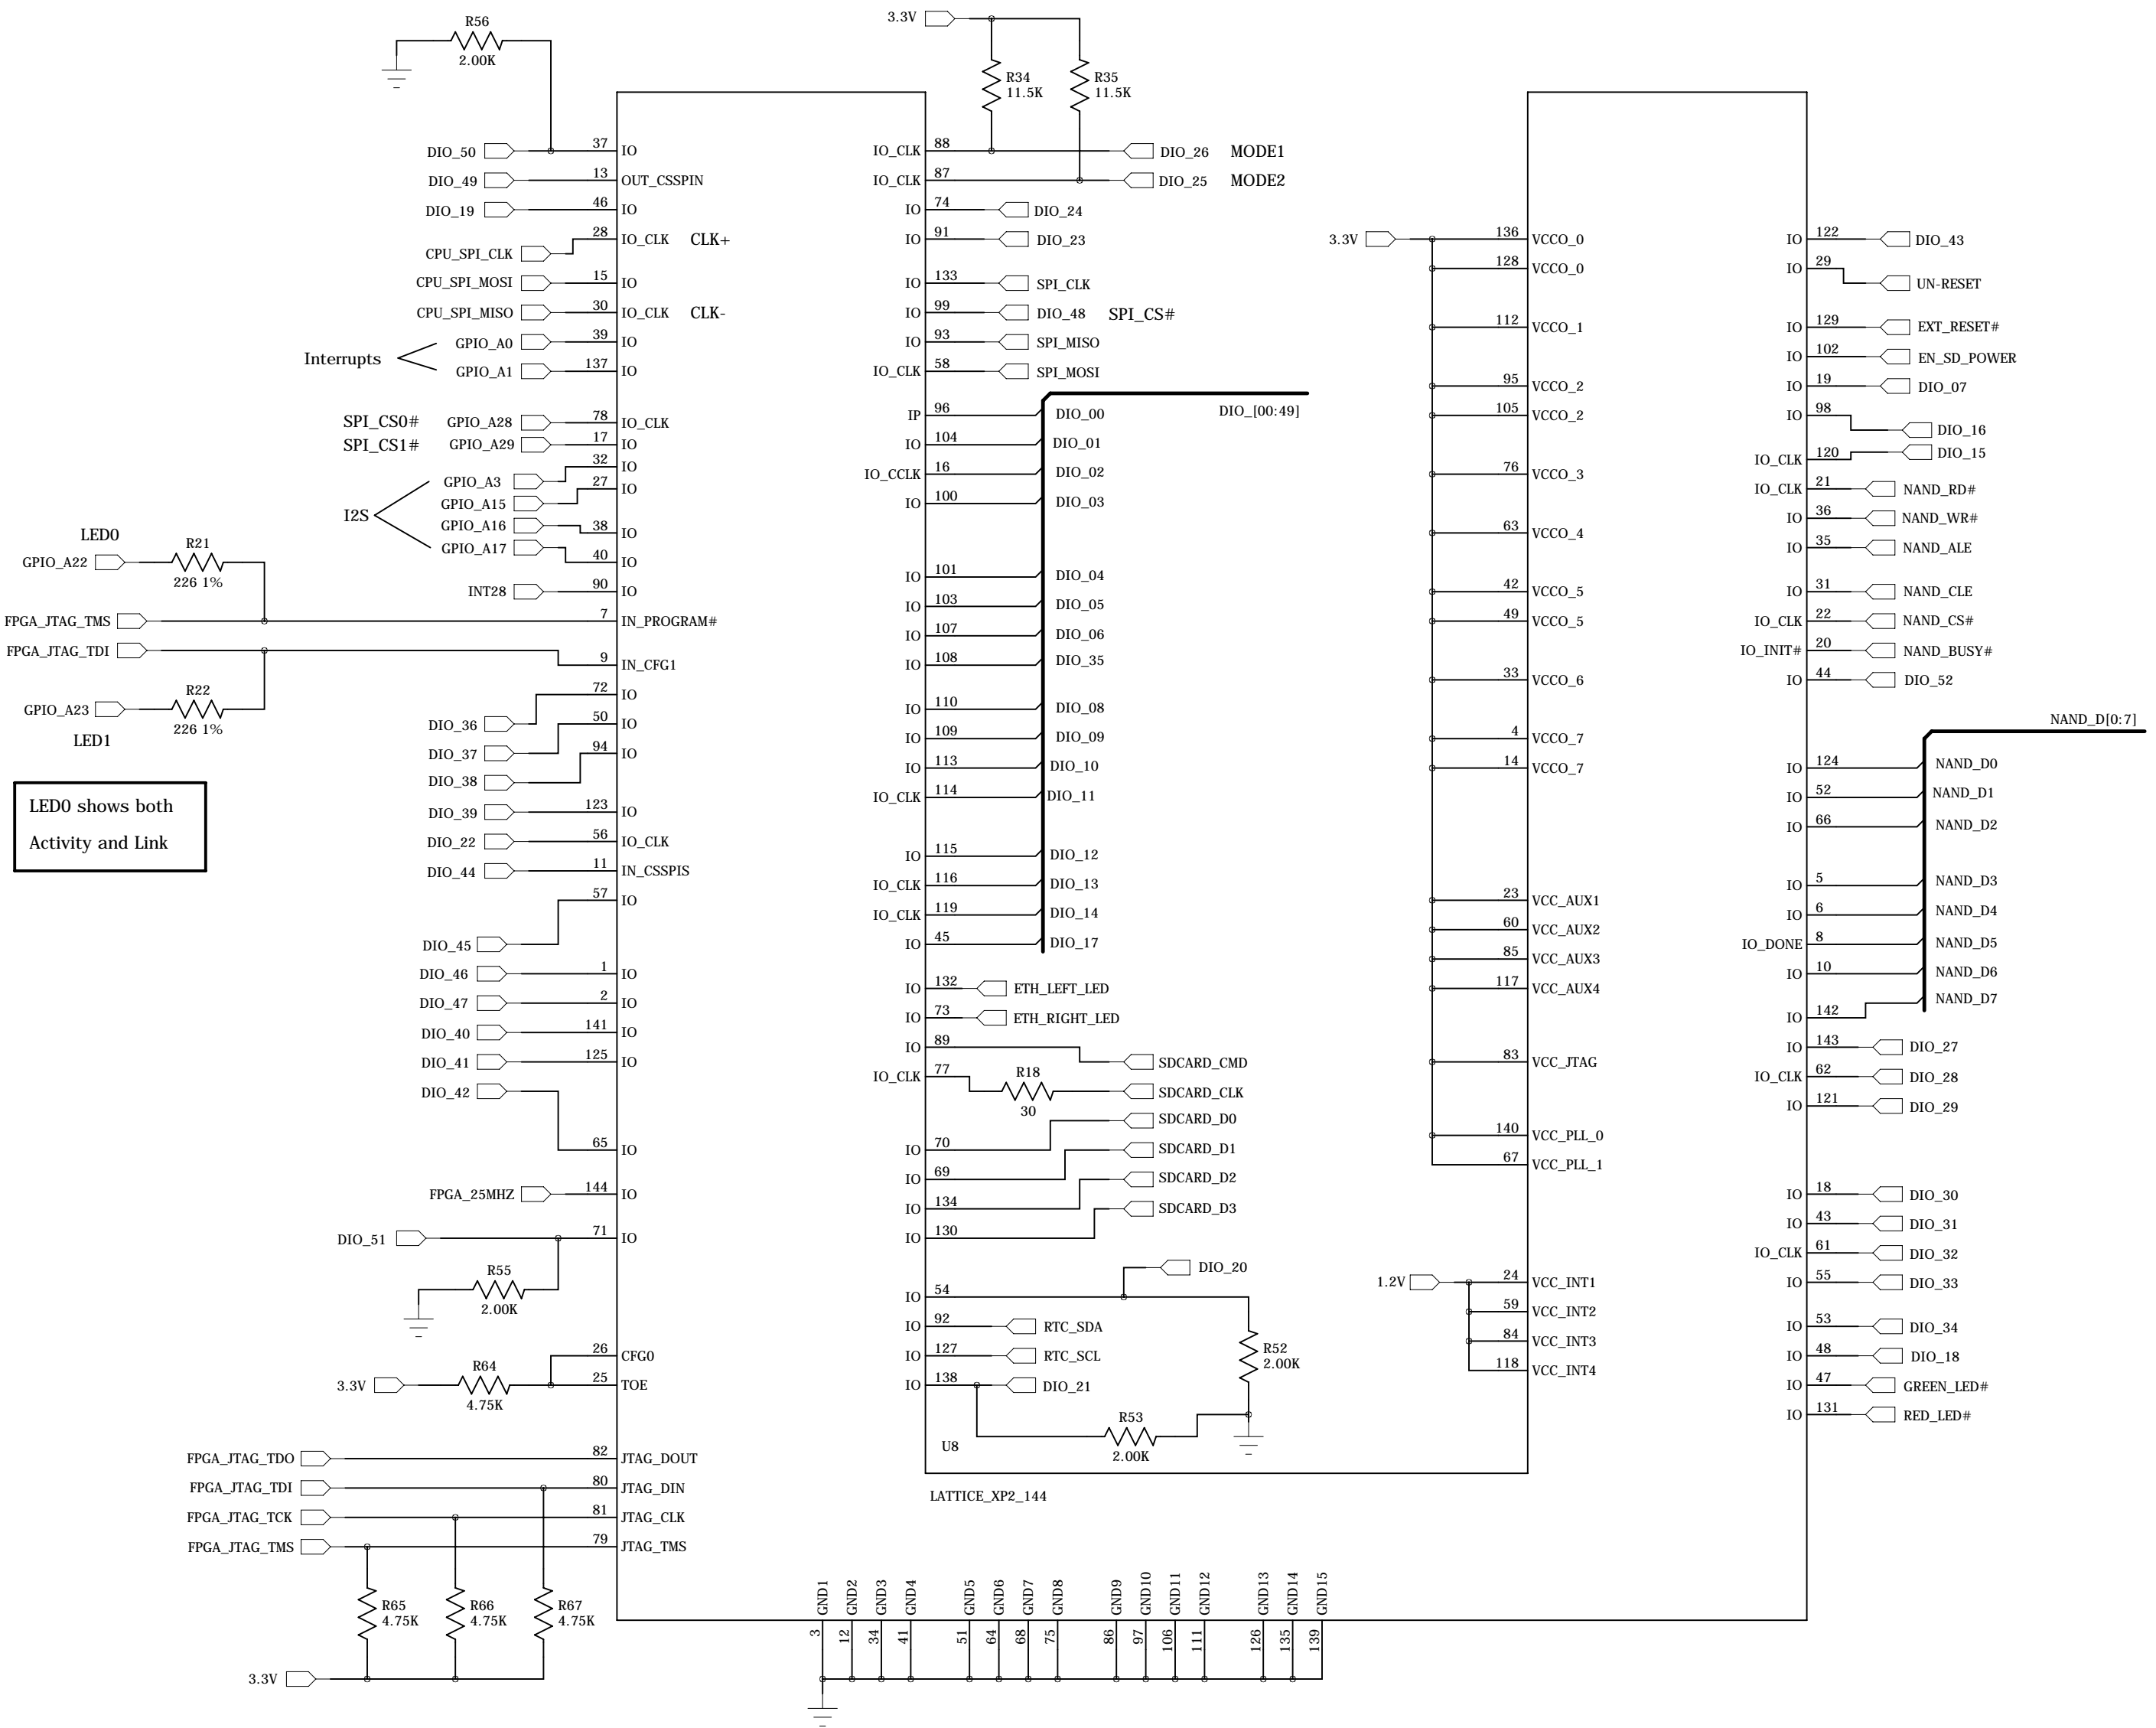 R56
2.00K
3.3V
R34
11.5K
R35
11.5K
DIO_50 37 IO
DIO_49 13 OUT_CSSPIN
DIO_19 46 IO
CPU_SPI_CLK 28 IO_CLK CLK+
CPU_SPI_MOSI 15 IO
CPU_SPI_MISO 30 IO_CLK CLK-
Interrupts
GPIO_A0 39 IO
GPIO_A1 137 IO
SPI_CS0# GPIO_A28 78 IO_CLK
SPI_CS1# GPIO_A29 17 IO
I2S
GPIO_A3 32 IO
GPIO_A15 27 IO
GPIO_A16 38 IO
GPIO_A17 40 IO
INT28 90 IO
LED0
GPIO_A22
R21
226 1%
FPGA_JTAG_TMS 7 IN_PROGRAM#
FPGA_JTAG_TDI 9 IN_CFG1
GPIO_A23
R22
226 1%
LED1
LED0 shows both
Activity and Link
DIO_36 72 IO
DIO_37 50 IO
DIO_38 94 IO
DIO_39 123 IO
DIO_22 56 IO_CLK
DIO_44 11 IN_CSSPIS
DIO_45 57 IO
DIO_46 1 IO
DIO_47 2 IO
DIO_40 141 IO
DIO_41 125 IO
DIO_42 65 IO
FPGA_25MHZ 144 IO
DIO_51 71 IO
R55
2.00K
26 CFG0
3.3V
R64
4.75K
25 TOE
FPGA_JTAG_TDO 82 JTAG_DOUT
FPGA_JTAG_TDI 80 JTAG_DIN
FPGA_JTAG_TCK 81 JTAG_CLK
FPGA_JTAG_TMS 79 JTAG_TMS
R65
4.75K
R66
4.75K
R67
4.75K
3.3V
IO_CLK 88 DIO_26 MODE1
IO_CLK 87 DIO_25 MODE2
IO 74 DIO_24
IO 91 DIO_23
IO 133 SPI_CLK
IO 99 DIO_48 SPI_CS#
IO 93 SPI_MISO
IO_CLK 58 SPI_MOSI
DIO_[00:49]
IP 96 DIO_00
IO 104 DIO_01
IO_CCLK 16 DIO_02
IO 100 DIO_03
IO 101 DIO_04
IO 103 DIO_05
IO 107 DIO_06
IO 108 DIO_35
IO 110 DIO_08
IO 109 DIO_09
IO 113 DIO_10
IO_CLK 114 DIO_11
IO 115 DIO_12
IO_CLK 116 DIO_13
IO_CLK 119 DIO_14
IO 45 DIO_17
IO 132 ETH_LEFT_LED
IO 73 ETH_RIGHT_LED
IO 89 SDCARD_CMD
IO_CLK 77 R18 SDCARD_CLK
30
IO 70 SDCARD_D0
IO 69 SDCARD_D1
IO 134 SDCARD_D2
IO 130 SDCARD_D3
IO 54 DIO_20
IO 92 RTC_SDA
IO 127 RTC_SCL
IO 138 DIO_21
R52
2.00K
R53
2.00K
U8
LATTICE_XP2_144
3.3V
136 VCCO_0
128 VCCO_0
112 VCCO_1
95 VCCO_2
105 VCCO_2
76 VCCO_3
63 VCCO_4
42 VCCO_5
49 VCCO_5
33 VCCO_6
4 VCCO_7
14 VCCO_7
23 VCC_AUX1
60 VCC_AUX2
85 VCC_AUX3
117 VCC_AUX4
83 VCC_JTAG
140 VCC_PLL_0
67 VCC_PLL_1
1.2V
24 VCC_INT1
59 VCC_INT2
84 VCC_INT3
118 VCC_INT4
IO 122 DIO_43
IO 29 UN-RESET
IO 129 EXT_RESET#
IO 102 EN_SD_POWER
IO 19 DIO_07
IO 98 DIO_16
IO_CLK 120 DIO_15
IO_CLK 21 NAND_RD#
IO 36 NAND_WR#
IO 35 NAND_ALE
IO 31 NAND_CLE
IO_CLK 22 NAND_CS#
IO_INIT# 20 NAND_BUSY#
IO 44 DIO_52
NAND_D[0:7]
IO 124 NAND_D0
IO 52 NAND_D1
IO 66 NAND_D2
IO 5 NAND_D3
IO 6 NAND_D4
IO_DONE 8 NAND_D5
IO 10 NAND_D6
IO 142 NAND_D7
IO 143 DIO_27
IO_CLK 62 DIO_28
IO 121 DIO_29
IO 18 DIO_30
IO 43 DIO_31
IO_CLK 61 DIO_32
IO 55 DIO_33
IO 53 DIO_34
IO 48 DIO_18
IO 47 GREEN_LED#
IO 131 RED_LED#
GND1 3
GND2 12
GND3 34
GND4 41
GND5 51
GND6 64
GND7 68
GND8 75
GND9 86
GND10 97
GND11 106
GND12 111
GND13 126
GND14 135
GND15 139